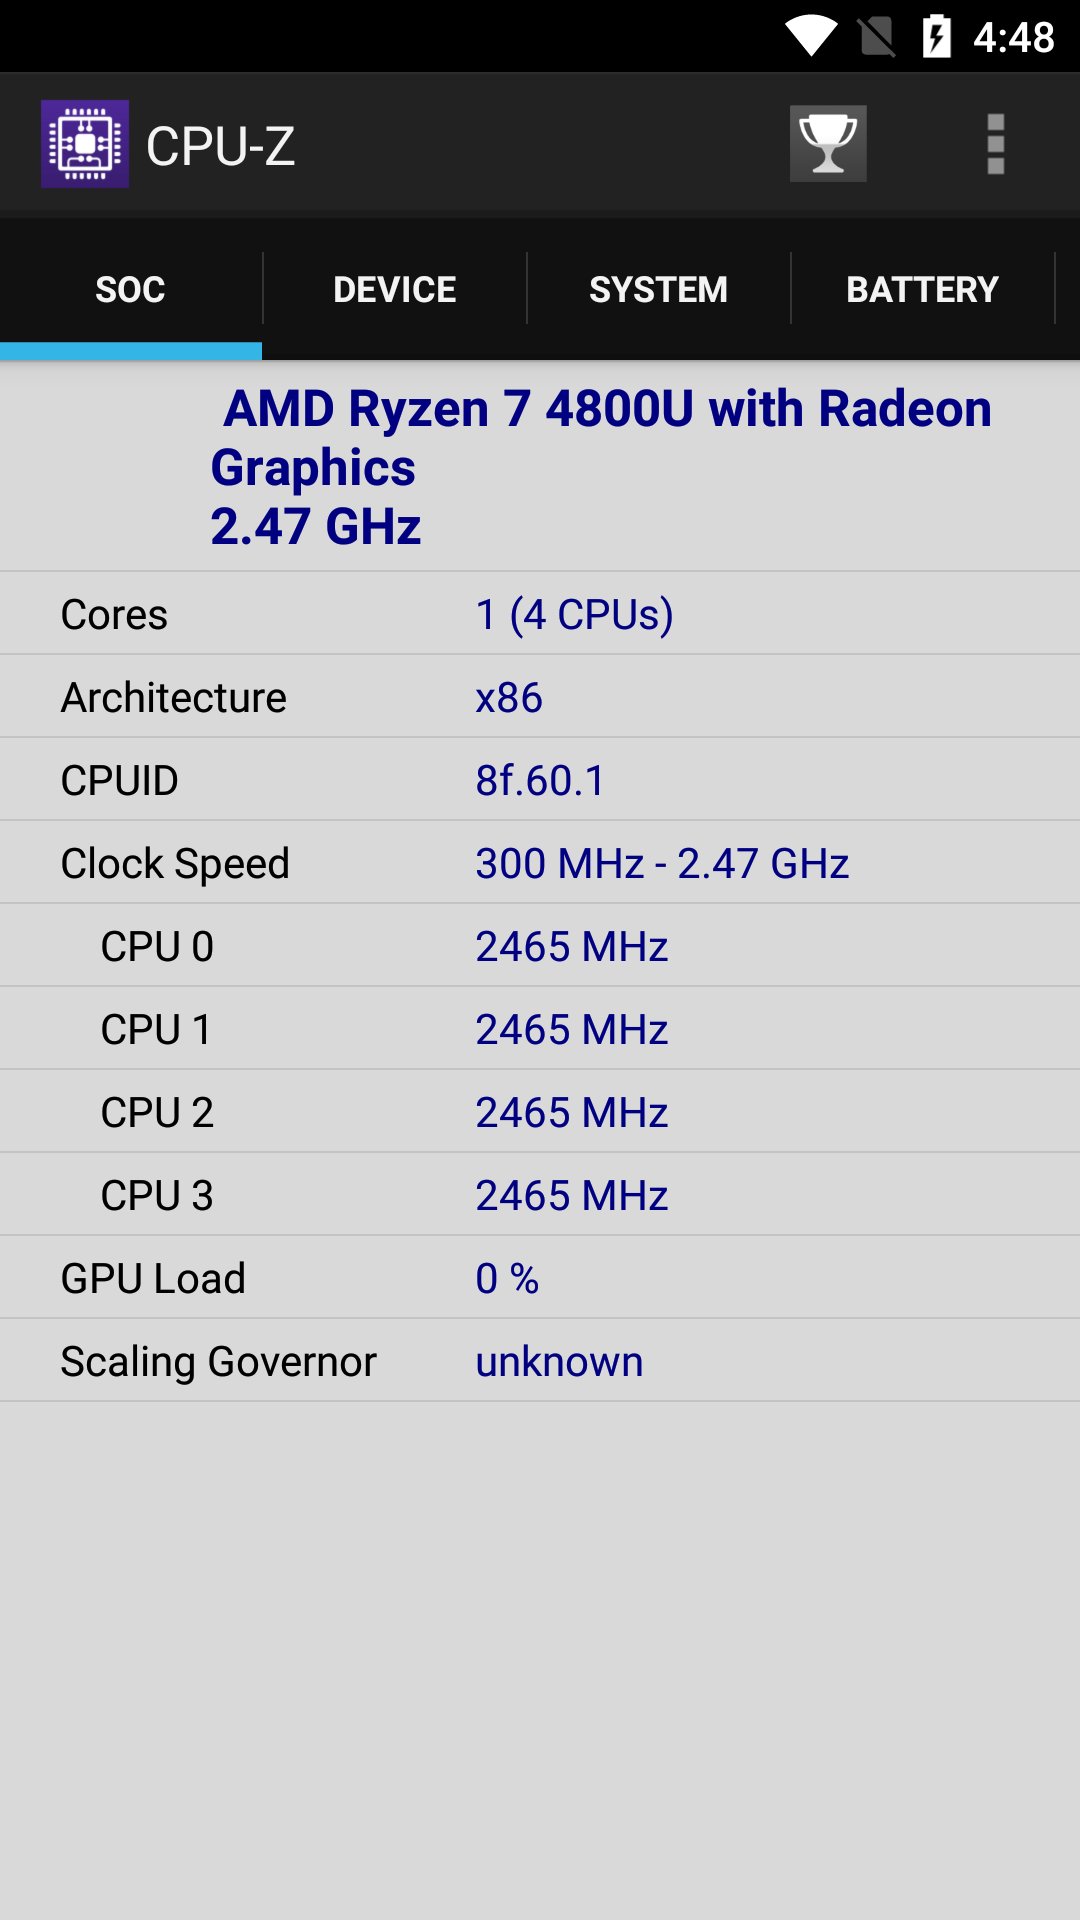 4:48
CPU-Z
SOC DEVICE SYSTEM BATTERY
AMD Ryzen 7 4800U with Radeon
Graphics
2.47 GHz
Cores 1 (4 CPUs)
Architecture x86
CPUID 8f.60.1
Clock Speed 300 MHz - 2.47 GHz
CPU 0 2465 MHz
CPU 1 2465 MHz
CPU 2 2465 MHz
CPU 3 2465 MHz
GPU Load 0 %
Scaling Governor unknown